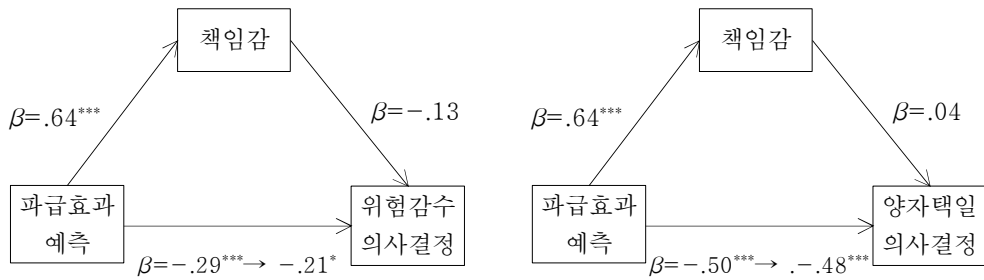 책임감
β=.64***
β=-.13
파급효과
예측
위험감수
의사결정
β=-.29***→ -.21*
책임감
β=.64***
β=.04
파급효과
예측
양자택일
의사결정
β=-.50***→ .-.48***